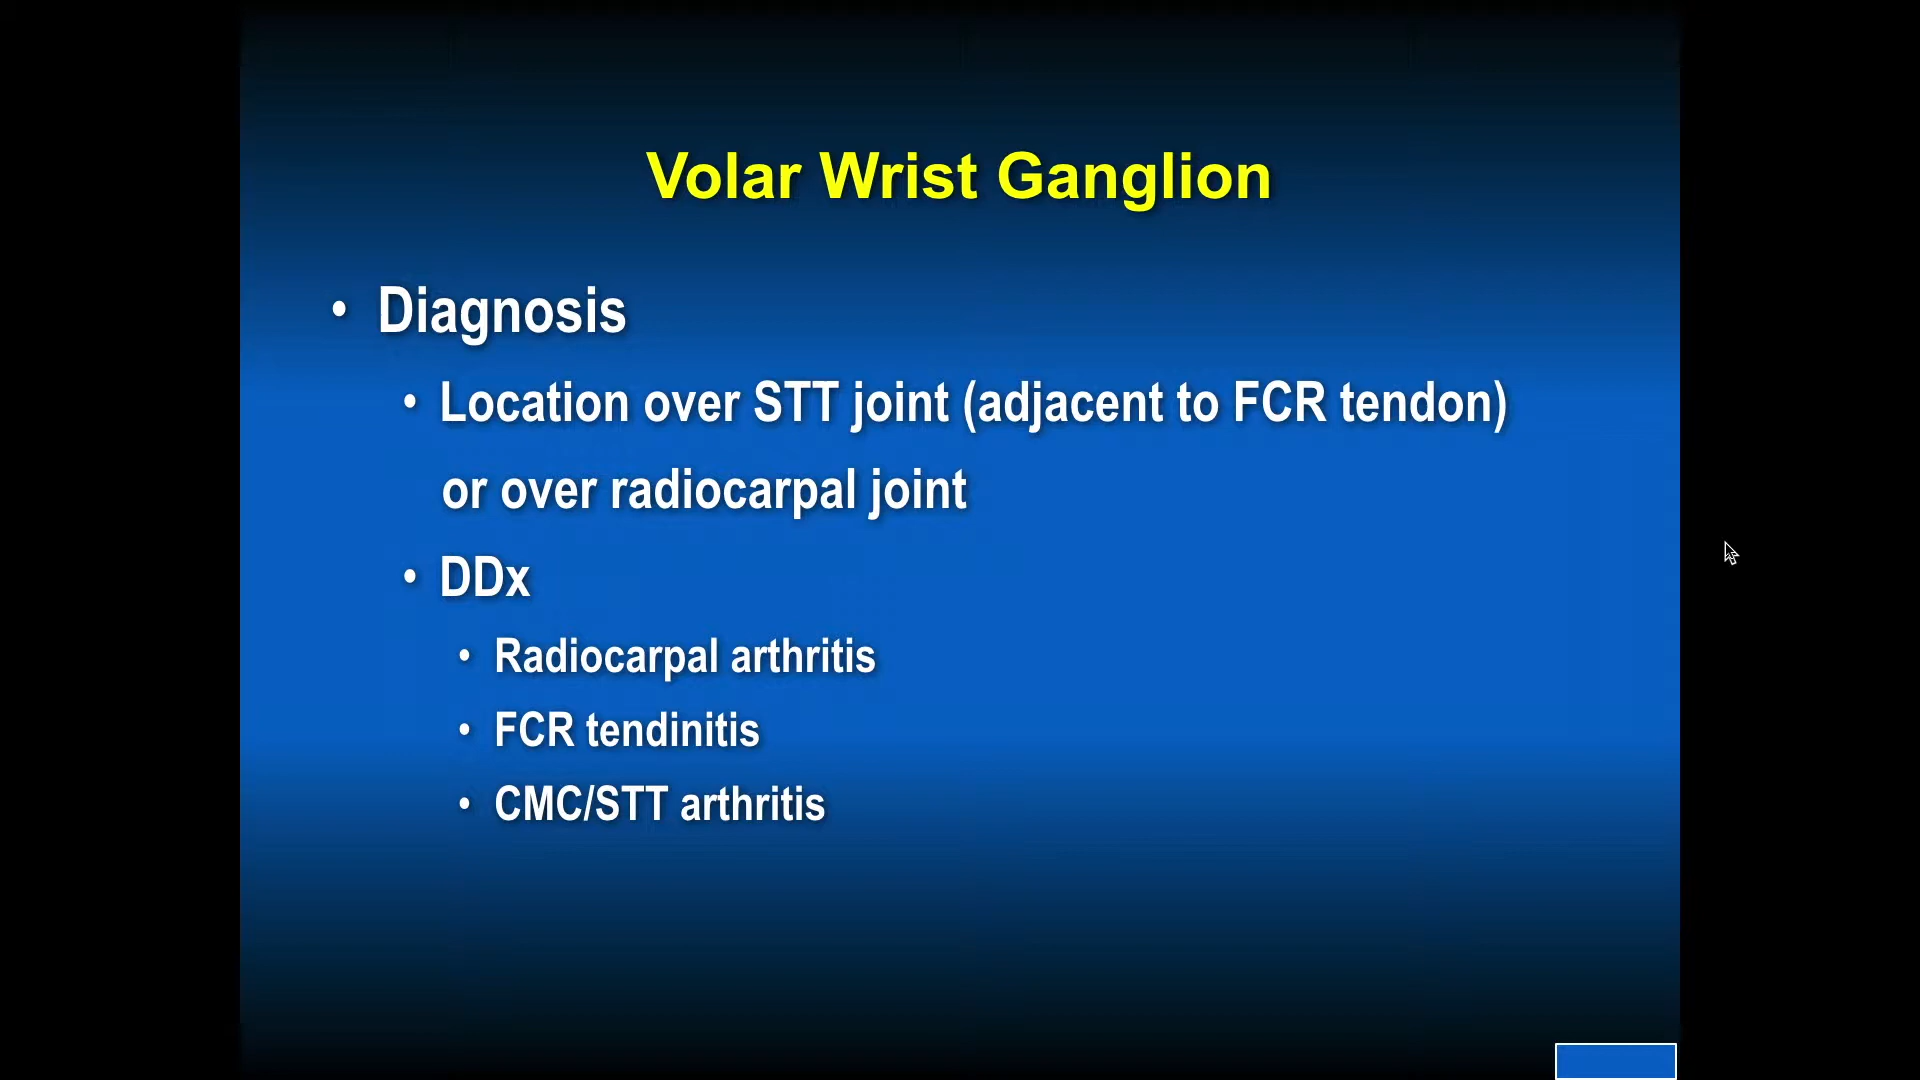 Volar Wrist Ganglion
• Diagnosis
• Location over STT joint (adjacent to FCR tendon)
or over radiocarpal joint
• DDx
• Radiocarpal arthritis
• FCR tendinitis
• CMC/STT arthritis